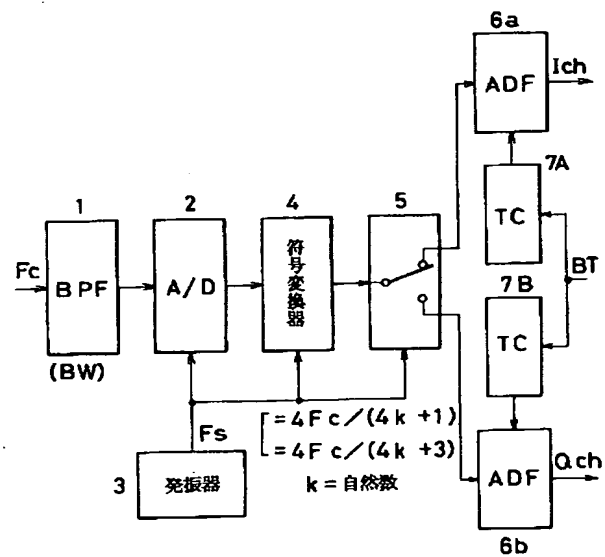 6a
ADF
Ich
7A
TC
1
2
4
5
Fc
BPF
A/D
符号変換器
BT
(BW)
7B
TC
Fs
=4Fc/(4k+1)
=4Fc/(4k+3)
k=自然数
3
発振器
ADF
Qch
6b